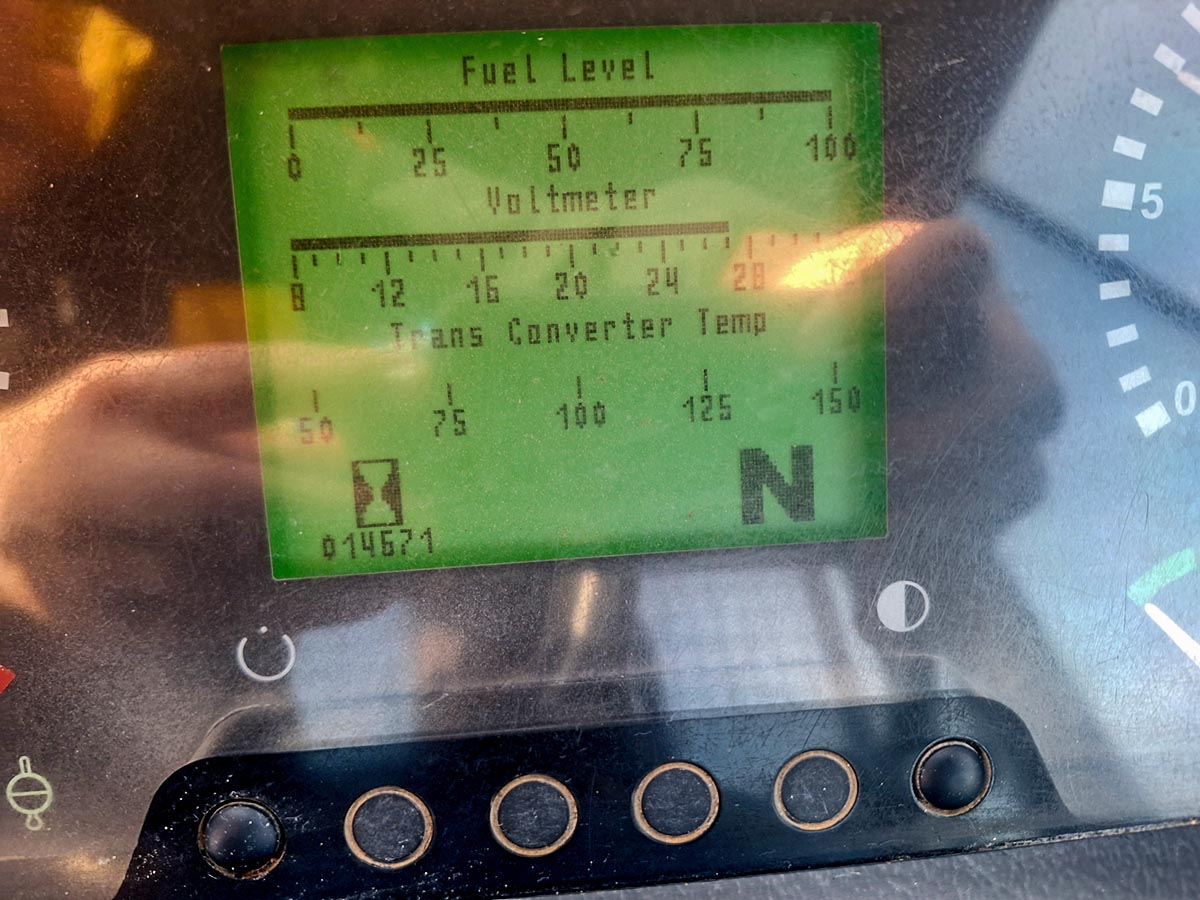 Fuel Level
0 25 50 75 100
Voltmeter
8 12 16 20 24 28
Trans Converter Temp
50 75 100 125 150
N
014671
5
0